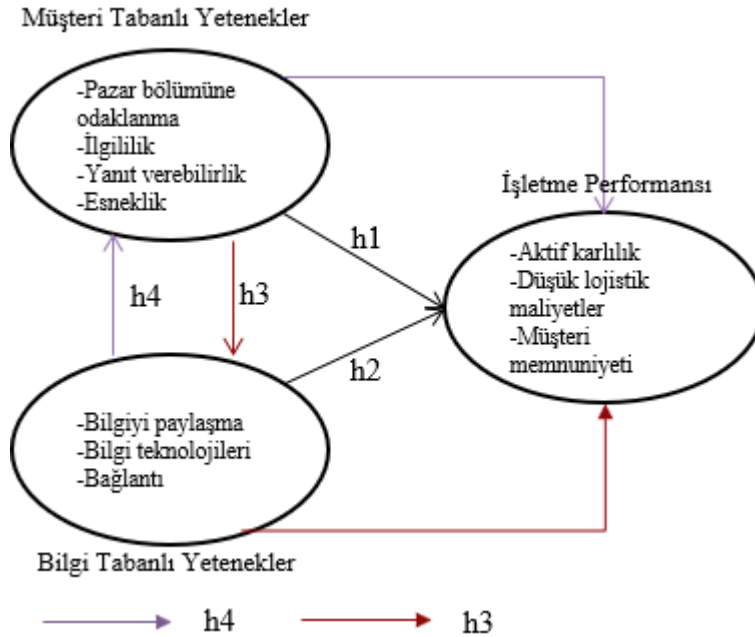 Müşteri Tabanlı Yetenekler
-Pazar bölümüne
odaklanma
-İlgililik
-Yanıt verebilirlik
-Esneklik
İşletme Performansı
-Aktif karlılık
-Düşük lojistik
maliyetler
-Müşteri
memnuniyeti
h1
h4
h3
h2
-Bilgiyi paylaşma
-Bilgi teknolojileri
-Bağlantı
Bilgi Tabanlı Yetenekler
h4
h3